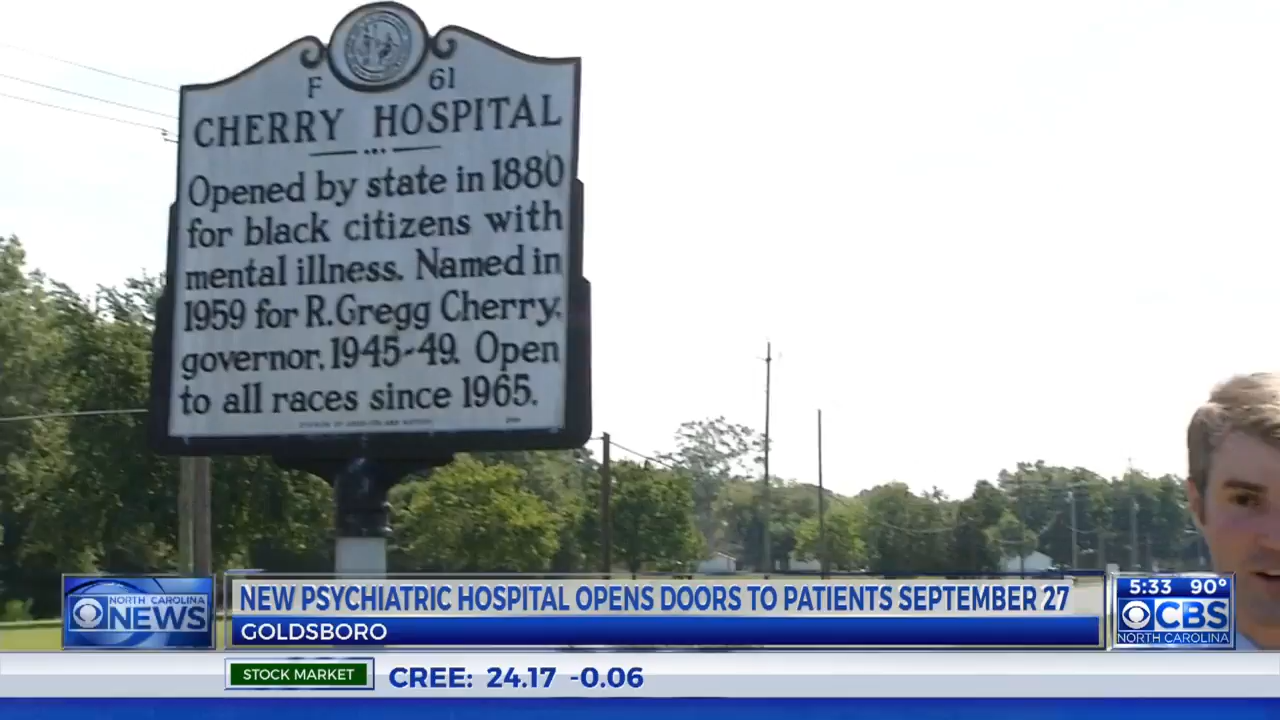 F 61
CHERRY HOSPITAL
Opened by state in 1880
for black citizens with
mental illness. Named in
1959 for R. Gregg Cherry,
governor, 1945-49. Open
to all races since 1965.
NORTH CAROLINA
NEWS
NEW PSYCHIATRIC HOSPITAL OPENS DOORS TO PATIENTS SEPTEMBER 27
GOLDSBORO
5:33 90°
CBS
NORTH CAROLINA
STOCK MARKET
CREE: 24.17 -0.06